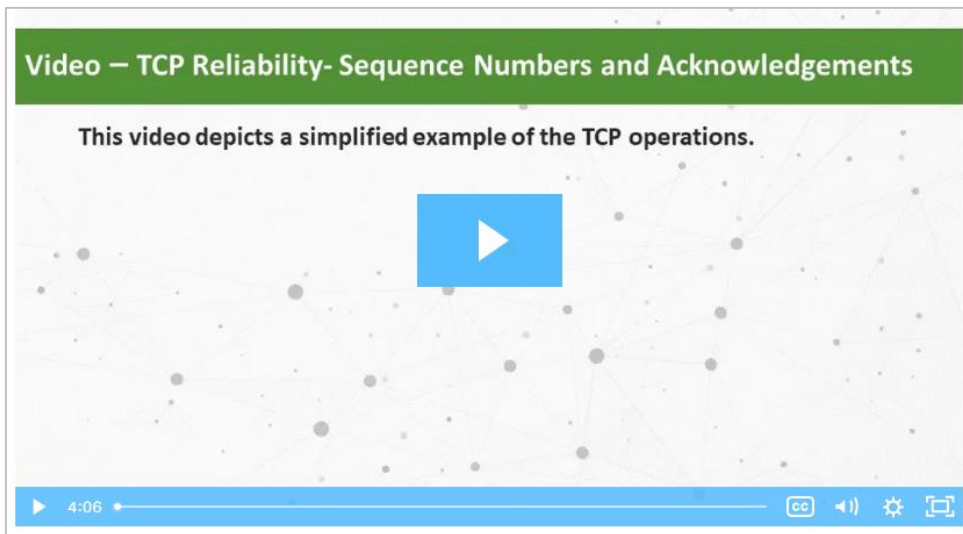 Video – TCP Reliability- Sequence Numbers and Acknowledgements
This video depicts a simplified example of the TCP operations.
4:06
CC